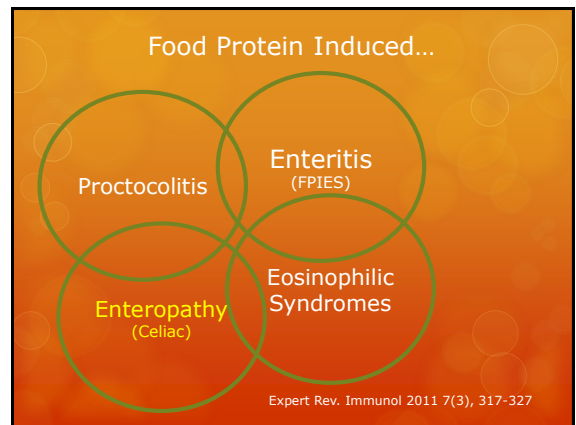 Food Protein Induced…
Proctocolitis
Enteritis
(FPIES)
Enteropathy
(Celiac)
Eosinophilic
Syndromes
Expert Rev. Immunol 2011 7(3), 317-327